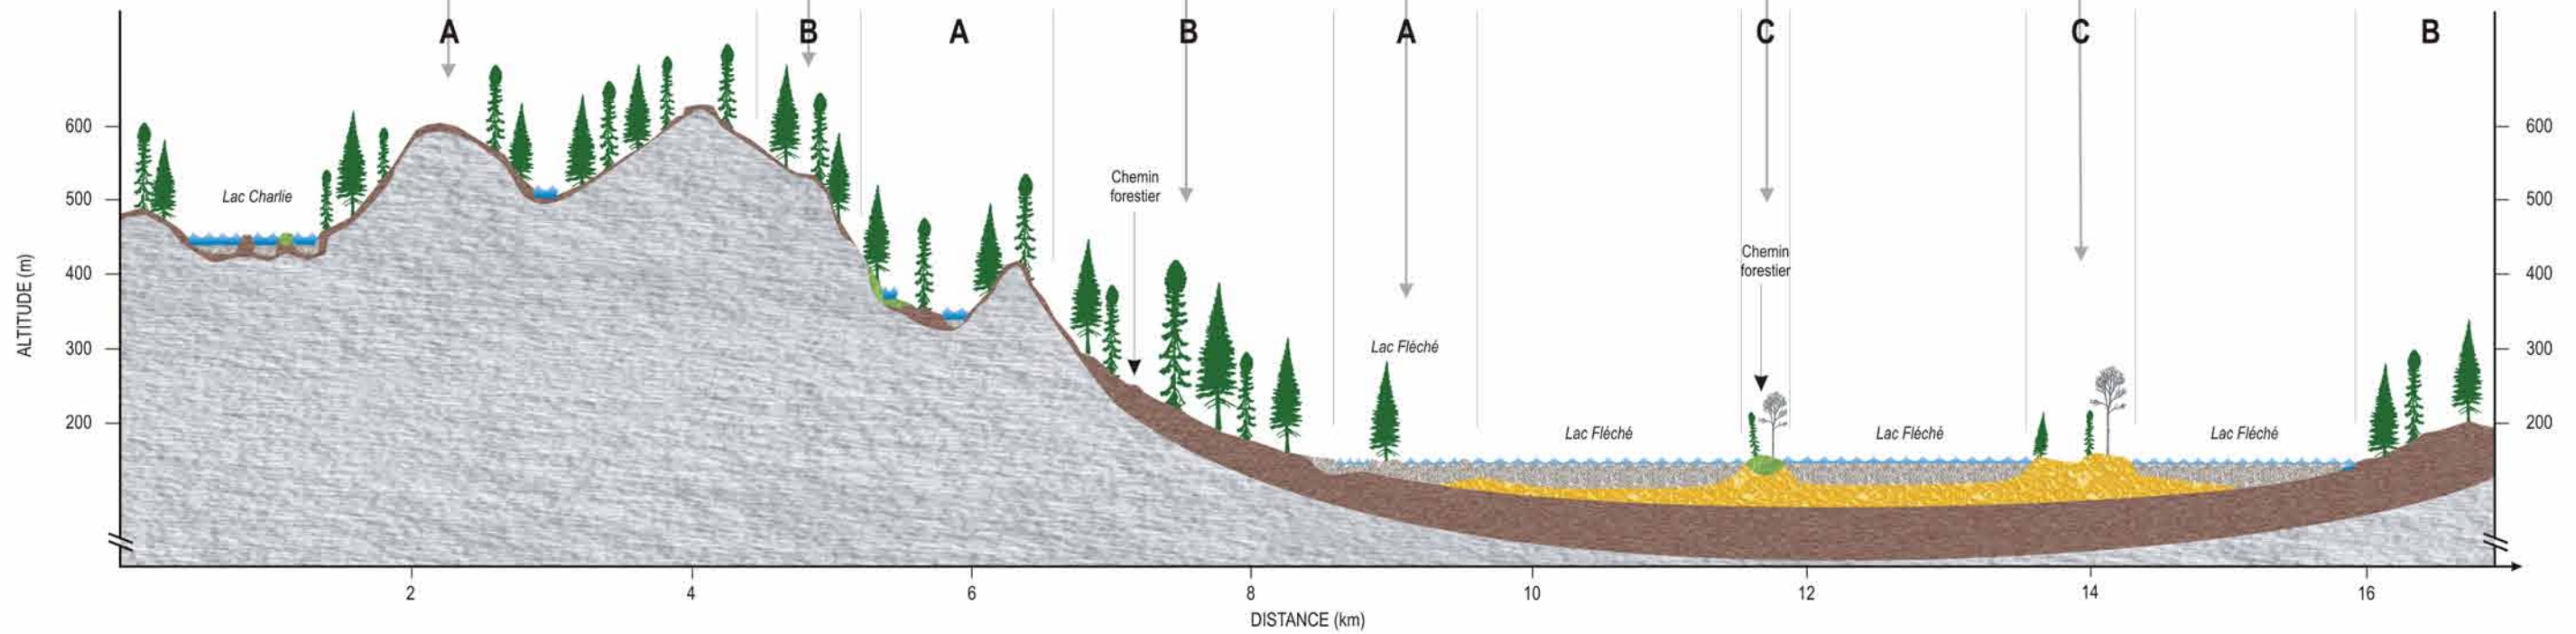 A B A B A C C B
600
500
400
300
200
600
500
400
300
200
ALTITUDE (m)
Lac Charlie
Chemin
forestier
Lac Fléché
Chemin
forestier
Lac Fléché
Lac Fléché
Lac Fléché
2 4 6 8 10 12 14 16
DISTANCE (km)